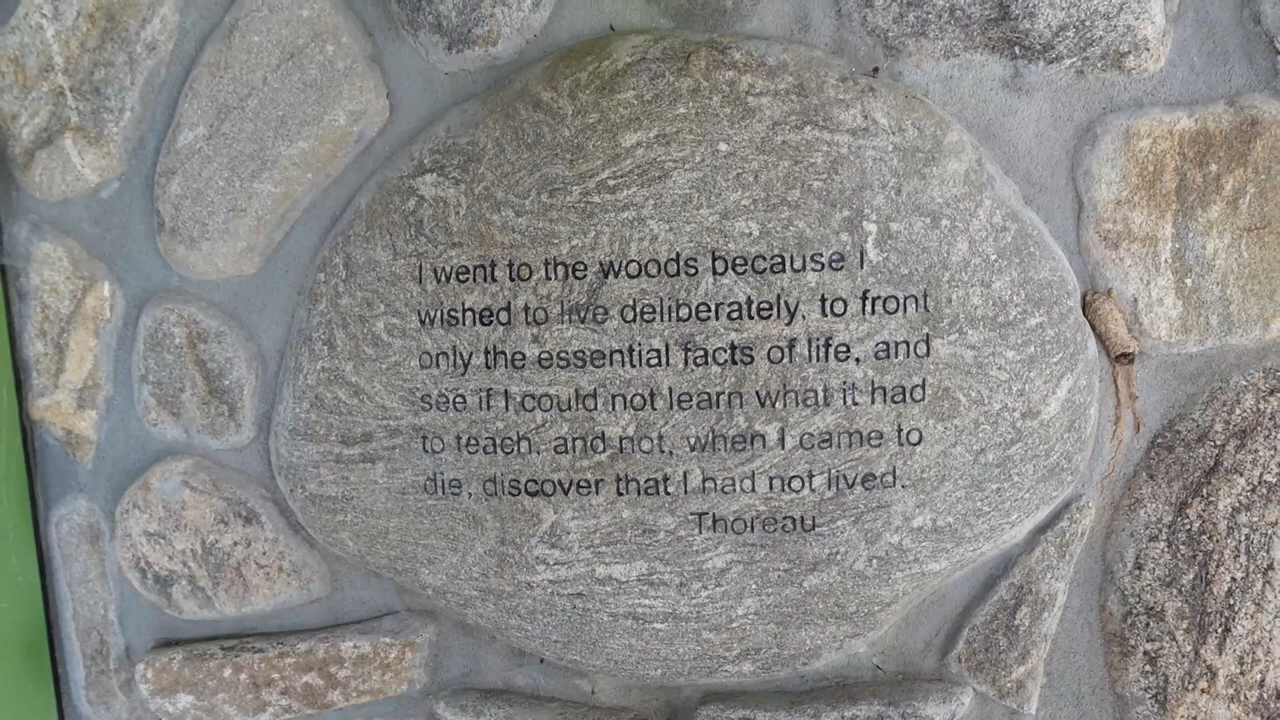 I went to the woods because I
wished to live deliberately, to front
only the essential facts of life, and
see if I could not learn what it had
to teach, and not, when I came to
die, discover that I had not lived.
Thoreau